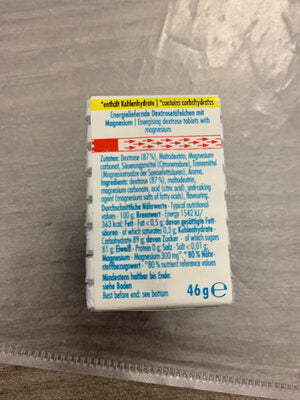 *enthält Kohlenhydrate | *contains carbohydrates
Energieliefernde Dextrosetäfelchen mit
Magnesium | Energising dextrose tablets with
magnesium
Zutaten: Dextrose (87 %), Maltodextrin, Magnesium-
carbonat, Säuerungsmittel (Citronensäure), Trennmittel
(Magnesiumsalze der Speisefettsäuren), Aroma.
Ingredients: dextrose (87 %), maltodextrin,
magnesium carbonate, acid (citric), anti-caking
agent (magnesium salts of fatty acids), flavouring.
Durchschnittliche Nährwerte - Typical nutritional
values - 100 g: Brennwert - Energy 1542 kJ/
363 kcal; Fett - Fat < 0,5 g; davon gesättigte Fett-
säuren - of which saturates 0,3 g; Kohlenhydrate -
Carbohydrate 89 g; davon Zucker - of which sugars
81 g; Eiweiß - Protein 0 g; Salz - Salt < 0,01 g;
Magnesium - Magnesium 300 mg*. * 80 % Nähr-
stoffbezugswert - *80 % nutrient reference values
Mindestens haltbar bis Ende:
siehe Boden
Best before end: see bottom
46 g e